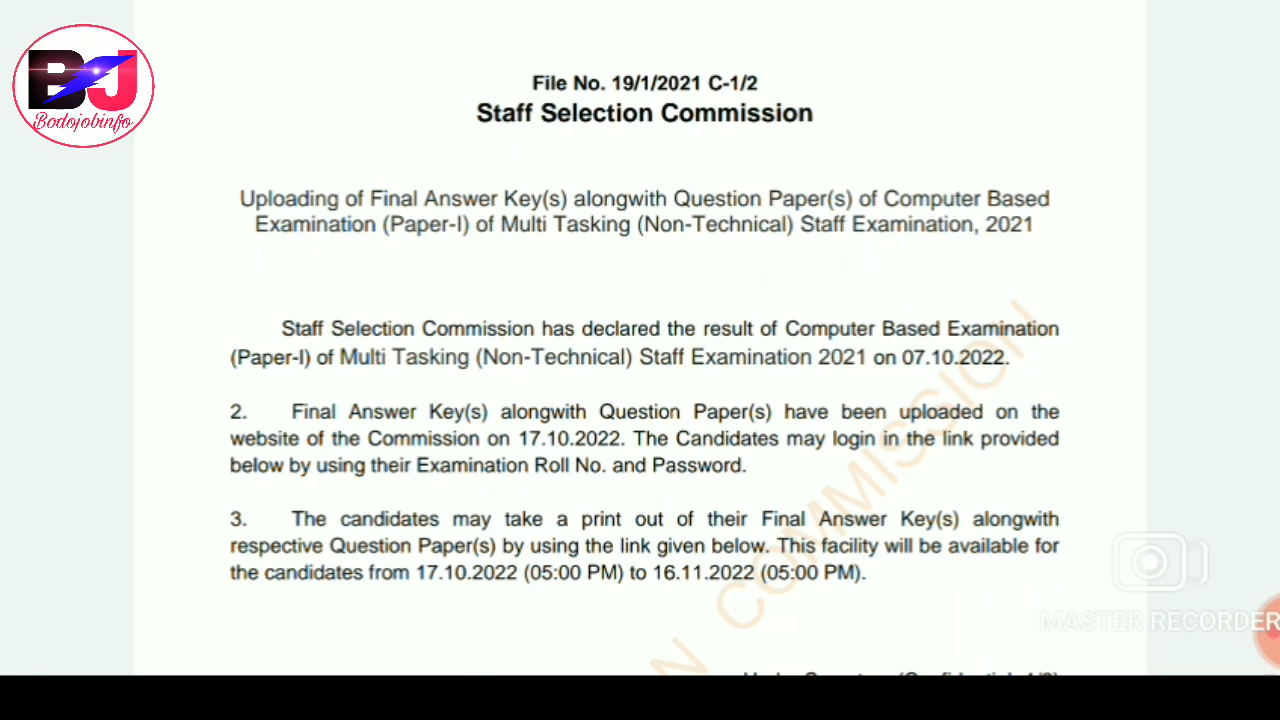 BJ
Bodojobinfo
File No. 19/1/2021 C-1/2
Staff Selection Commission
Uploading of Final Answer Key(s) alongwith Question Paper(s) of Computer Based
Examination (Paper-I) of Multi Tasking (Non-Technical) Staff Examination, 2021
Staff Selection Commission has declared the result of Computer Based Examination
(Paper-I) of Multi Tasking (Non-Technical) Staff Examination 2021 on 07.10.2022.
2. Final Answer Key(s) alongwith Question Paper(s) have been uploaded on the
website of the Commission on 17.10.2022. The Candidates may login in the link provided
below by using their Examination Roll No. and Password.
3. The candidates may take a print out of their Final Answer Key(s) alongwith
respective Question Paper(s) by using the link given below. This facility will be available for
the candidates from 17.10.2022 (05:00 PM) to 16.11.2022 (05:00 PM).
COMMISSION
MASTER RECORDER